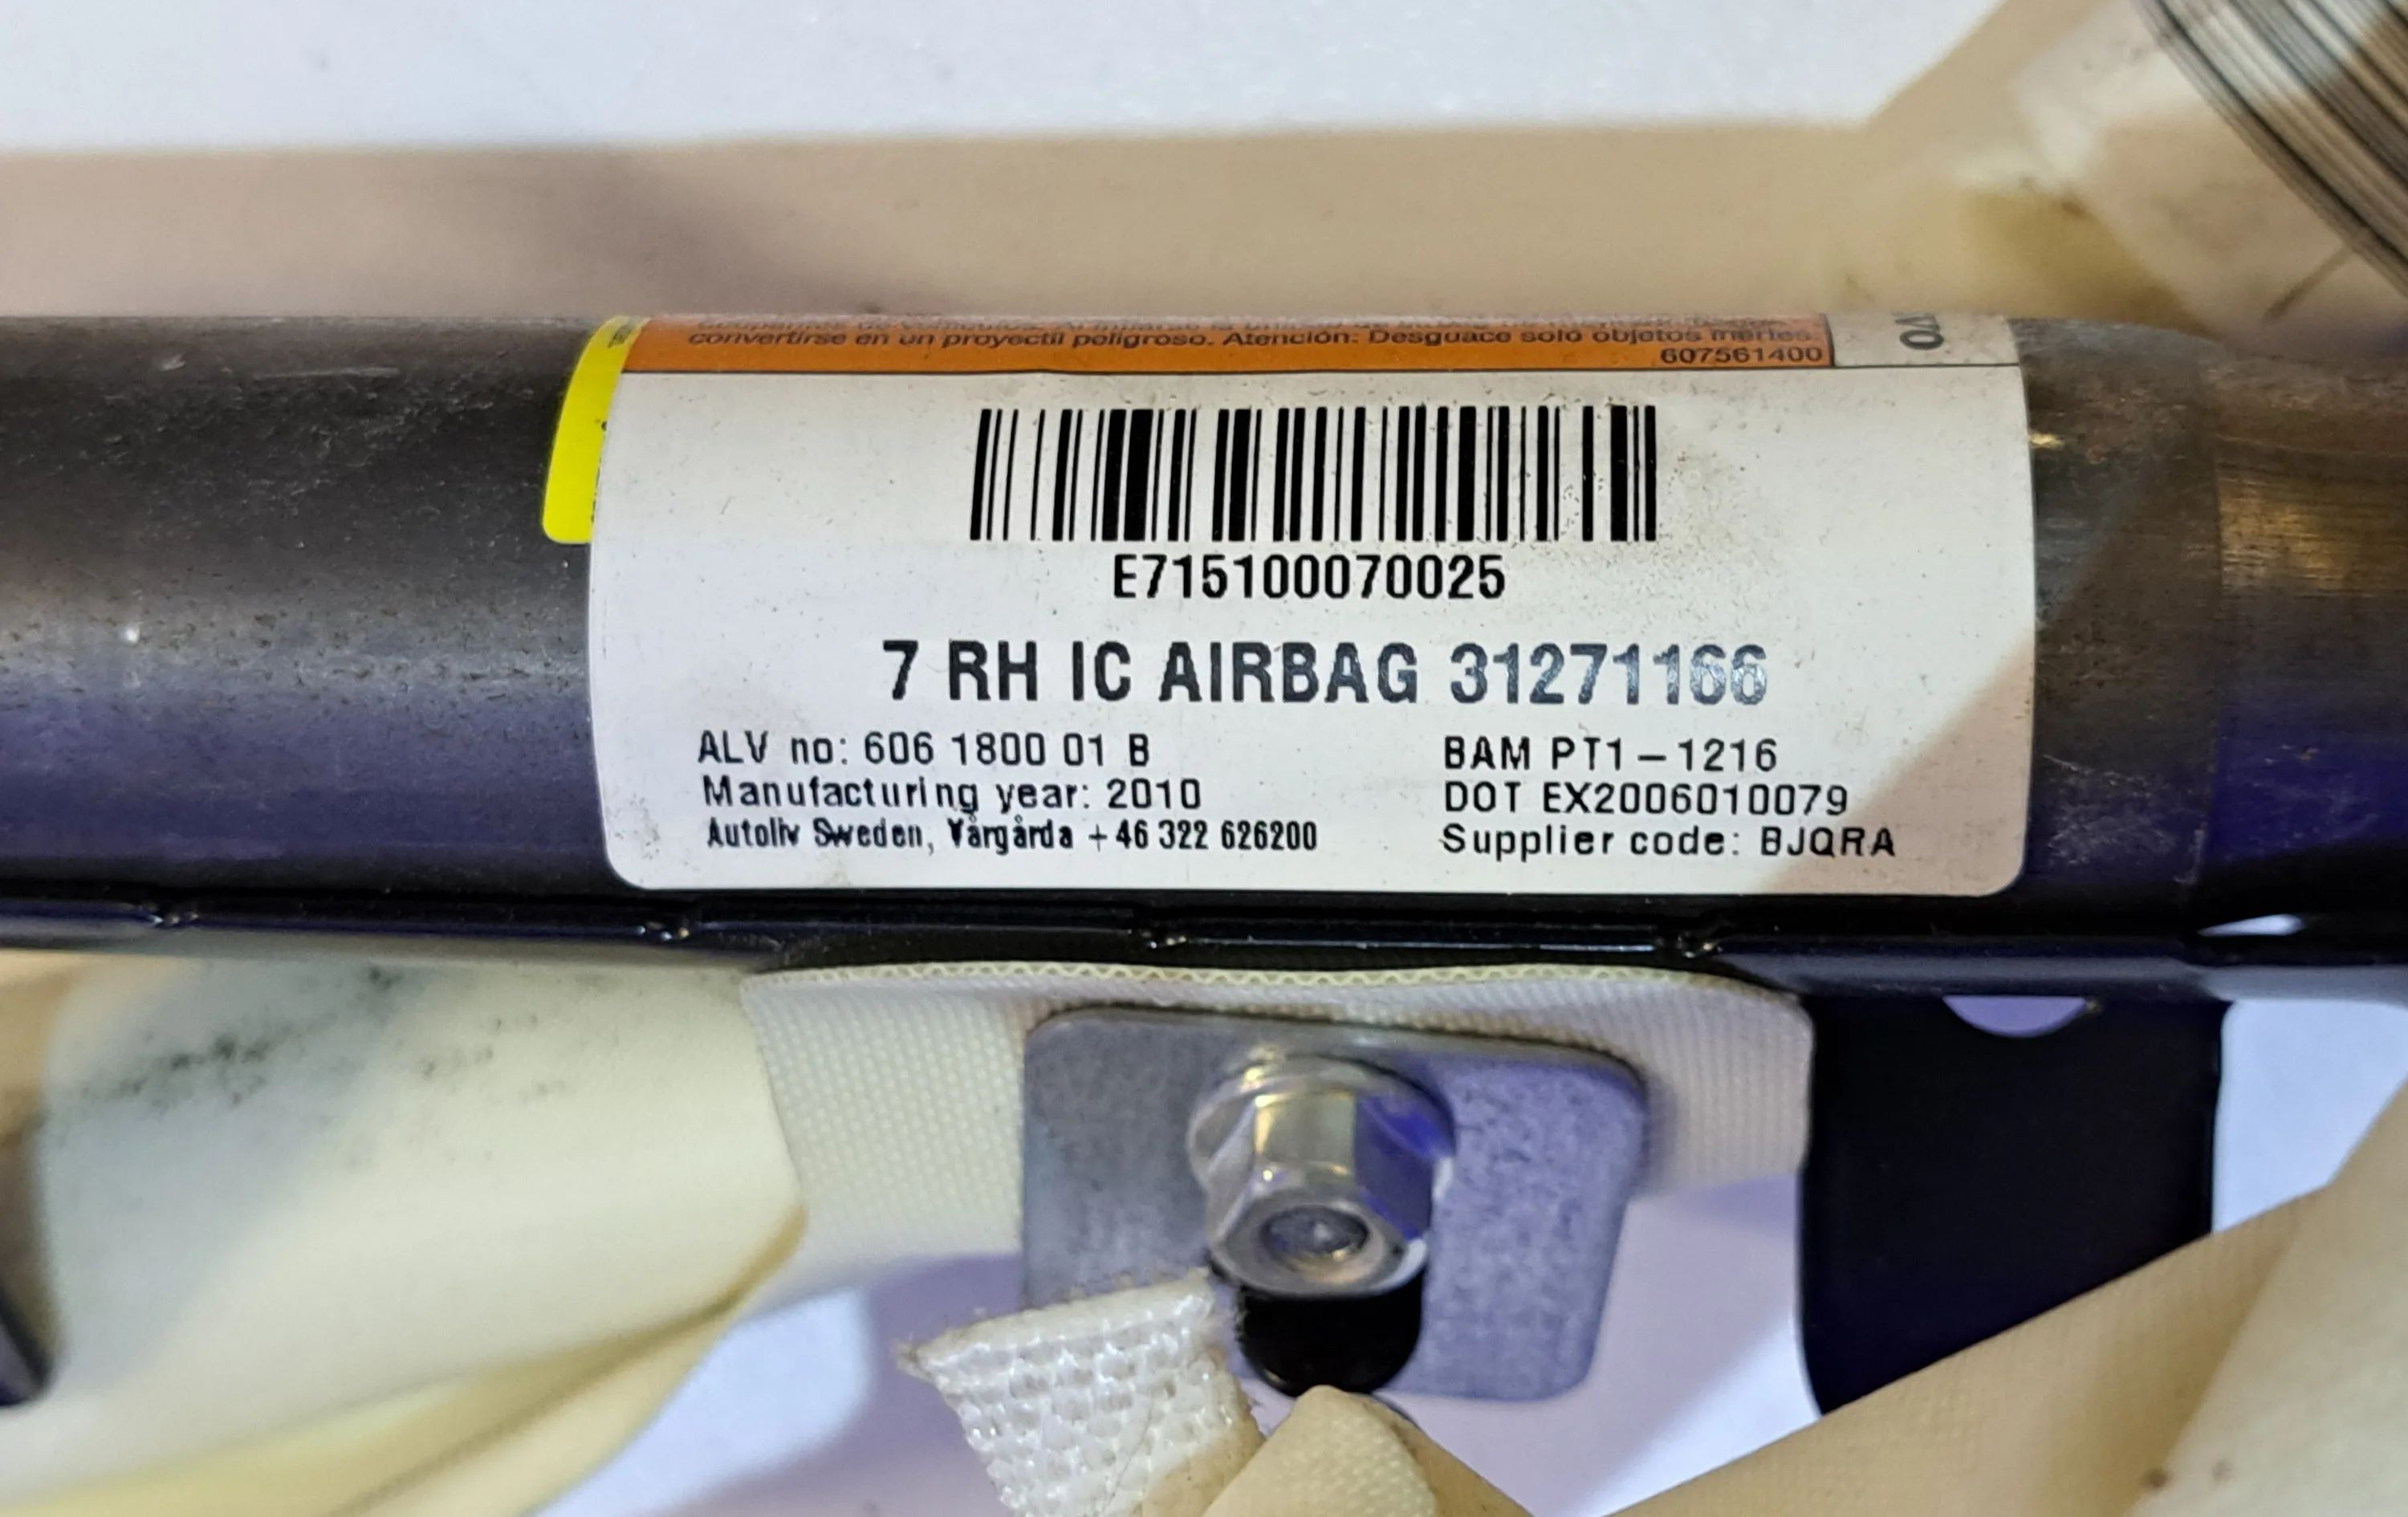 convertirse en un proyectil peligroso. Atención: Desguace solo objetos inertes.
607561400
E715100070025
7 RH IC AIRBAG 31271166
ALV no: 606 1800 01 B
Manufacturing year: 2010
Autoliv Sweden, Vårgårda +46 322 626200
BAM PT1-1216
DOT EX2006010079
Supplier code: BJQRA